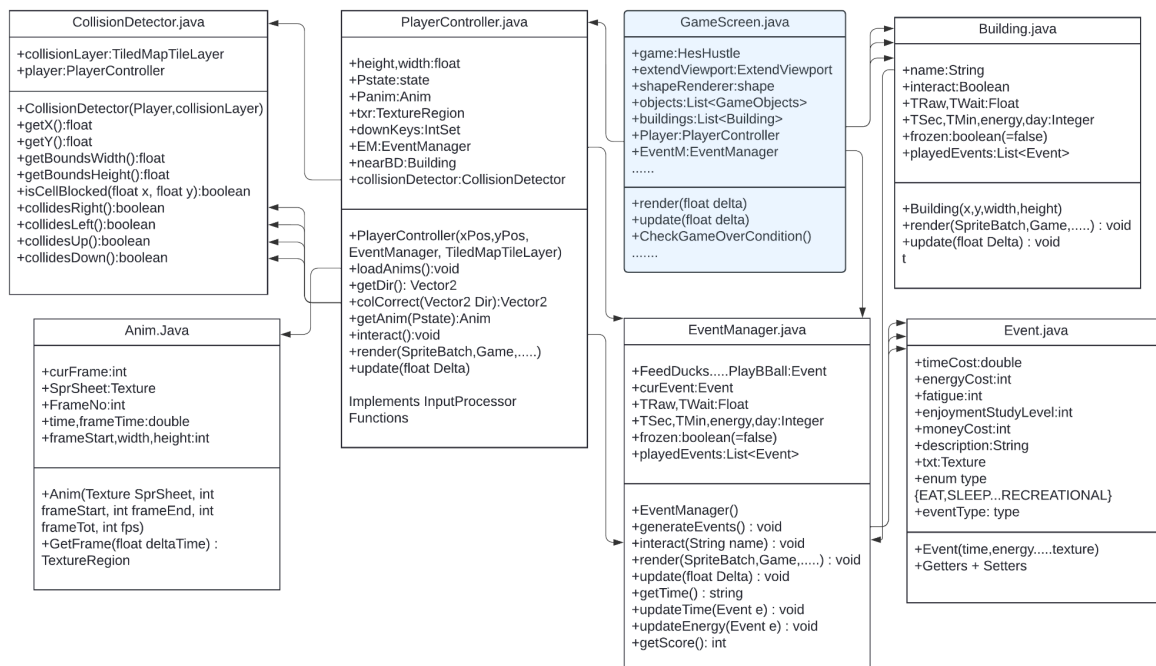 CollisionDetector.java
+collisionLayer:TiledMapTileLayer
+player:PlayerController
+CollisionDetector(Player,collisionLayer)
+getX():float
+getY():float
+getBoundsWidth():float
+getBoundsHeight():float
+isCellBlocked(float x, float y):boolean
+collidesRight():boolean
+collidesLeft():boolean
+collidesUp():boolean
+collidesDown():boolean
PlayerController.java
+height,width:float
+Pstate:state
+Panim:Anim
+txr:TextureRegion
+downKeys:IntSet
+EM:EventManager
+nearBD:Building
+collisionDetector:CollisionDetector
+PlayerController(xPos,yPos,
EventManager, TiledMapTileLayer)
+loadAnims():void
+getDir(): Vector2
+colCorrect(Vector2 Dir):Vector2
+getAnim(Pstate):Anim
+interact():void
+render(SpriteBatch,Game,.....)
+update(float Delta)
Implements InputProcessor
Functions
GameScreen.java
+game:HesHustle
+extendViewport:ExtendViewport
+shapeRenderer:shape
+objects:List<GameObjects>
+buildings:List<Building>
+Player:PlayerController
+EventM:EventManager
......
+render(float delta)
+update(float delta)
+CheckGameOverCondition()
.......
Building.java
+name:String
+interact:Boolean
+TRaw,TWait:Float
+TSec,TMin,energy,day:Integer
+frozen:boolean(=false)
+playedEvents:List<Event>
+Building(x,y,width,height)
+render(SpriteBatch,Game,.....) : void
+update(float Delta) : void
t
Anim.Java
+curFrame:int
+SprSheet:Texture
+FrameNo:int
+time,frameTime:double
+frameStart,width,height:int
+Anim(Texture SprSheet, int
frameStart, int frameEnd, int
frameTot, int fps)
+GetFrame(float deltaTime) :
TextureRegion
EventManager.java
+FeedDucks.....PlayBBall:Event
+curEvent:Event
+TRaw,TWait:Float
+TSec,TMin,energy,day:Integer
+frozen:boolean(=false)
+playedEvents:List<Event>
+EventManager()
+generateEvents() : void
+interact(String name) : void
+render(SpriteBatch,Game,.....) : void
+update(float Delta) : void
+getTime() : string
+updateTime(Event e) : void
+updateEnergy(Event e) : void
+getScore(): int
Event.java
+timeCost:double
+energyCost:int
+fatigue:int
+enjoymentStudyLevel:int
+moneyCost:int
+description:String
+txt:Texture
+enum type
{EAT,SLEEP...RECREATIONAL}
+eventType: type
+Event(time,energy.....texture)
+Getters + Setters